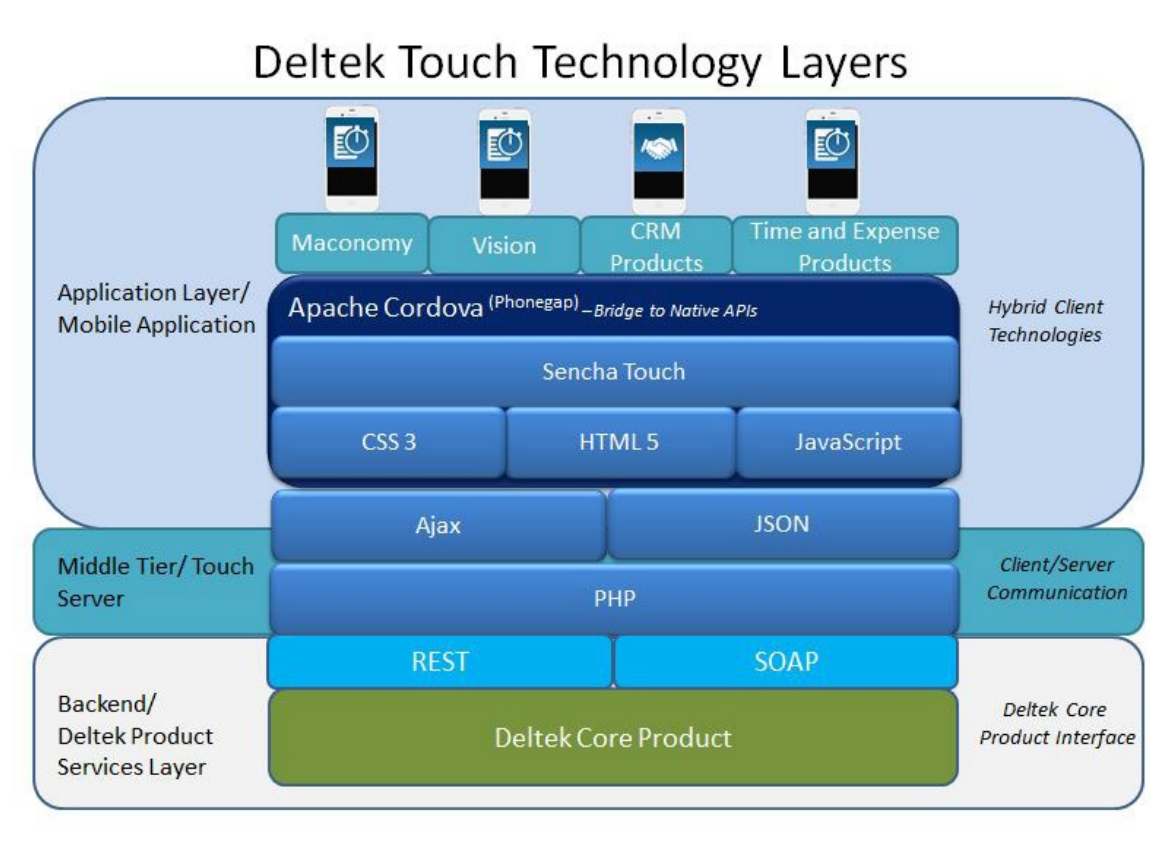 Deltek Touch Technology Layers
Maconomy
Vision
CRM
Products
Time and Expense
Products
Application Layer/
Mobile Application
Apache Cordova (Phonegap) – Bridge to Native APIs
Hybrid Client
Technologies
Sencha Touch
CSS 3
HTML 5
JavaScript
Ajax
JSON
Middle Tier/ Touch
Server
PHP
Client/Server
Communication
REST
SOAP
Backend/
Deltek Product
Services Layer
Deltek Core Product
Deltek Core
Product Interface